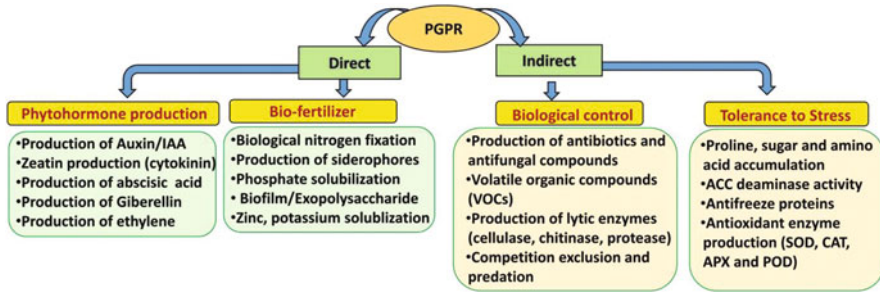 PGPR
Direct
Indirect
Phytohormone production
•Production of Auxin/IAA
•Zeatin production (cytokinin)
•Production of abscisic acid
•Production of Giberellin
•Production of ethylene
Bio-fertilizer
•Biological nitrogen fixation
•Production of siderophores
•Phosphate solubilization
• Biofilm/Exopolysaccharide
•Zinc, potassium solublization
Biological control
•Production of antibiotics and
antifungal compounds
•Volatile organic compounds
(VOCs)
•Production of lytic enzymes
(cellulase, chitinase, protease)
•Competition exclusion and
predation
Tolerance to Stress
•Proline, sugar and amino
acid accumulation
•ACC deaminase activity
•Antifreeze proteins
•Antioxidant enzyme
production (SOD, CAT,
APX and POD)